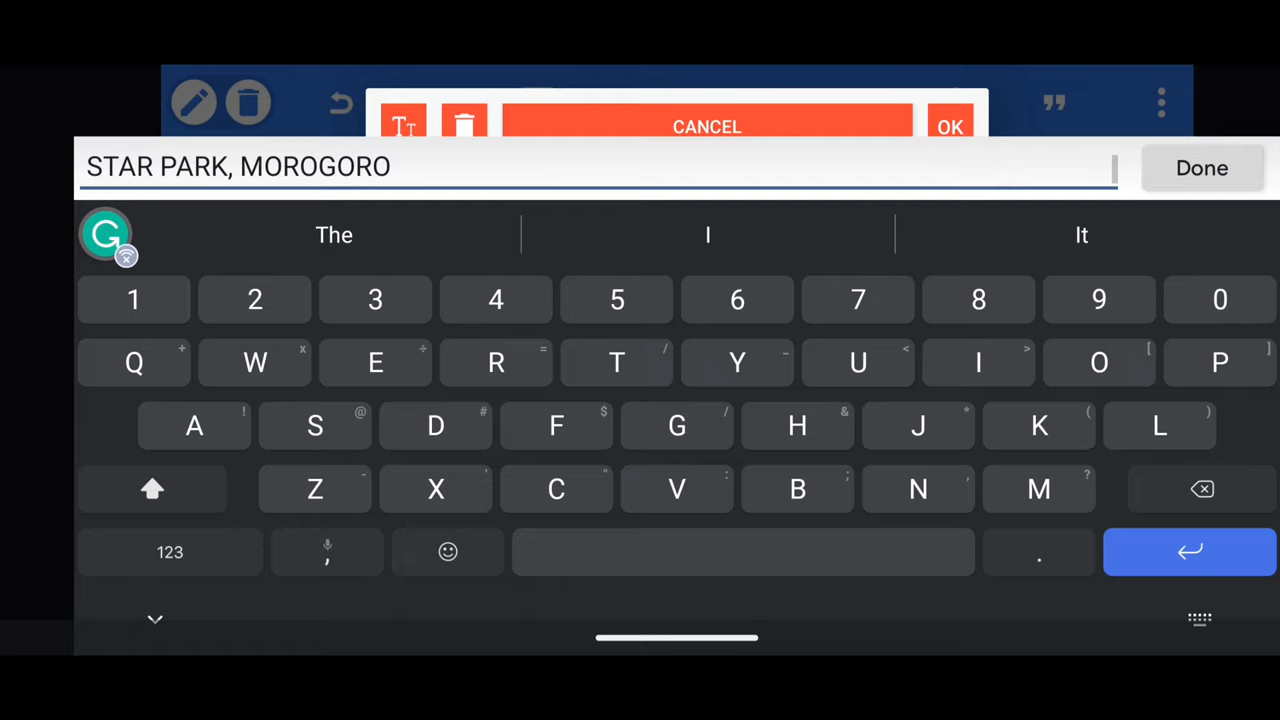 Tт
CANCEL
OK
STAR PARK, MOROGORO
Done
The
I
It
1 2 3 4 5 6 7 8 9 0
Q + W x E ÷ R = T / Y _ U < I > O [ P ]
A ! S @ D # F $ G / H & J * K ( L )
Z - X ' C " V : B ; N , M ?
123 , .